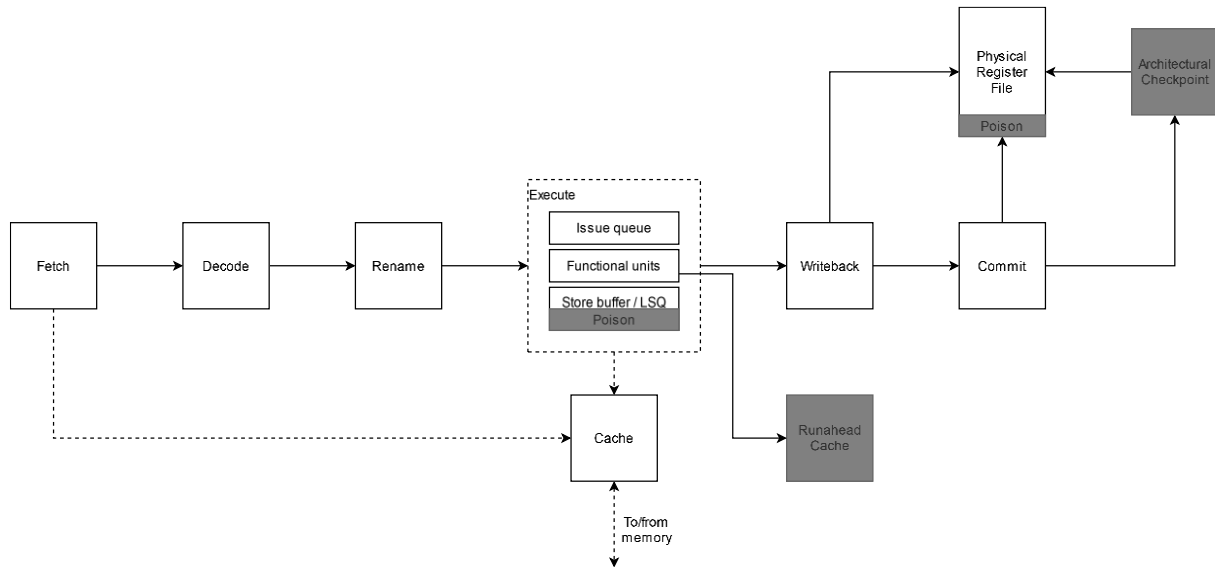 Physical
Register
File
Poison
Architectural
Checkpoint
Execute
Issue queue
Functional units
Store buffer / LSQ
Poison
Fetch
Decode
Rename
Writeback
Commit
Cache
Runahead
Cache
To/from
memory